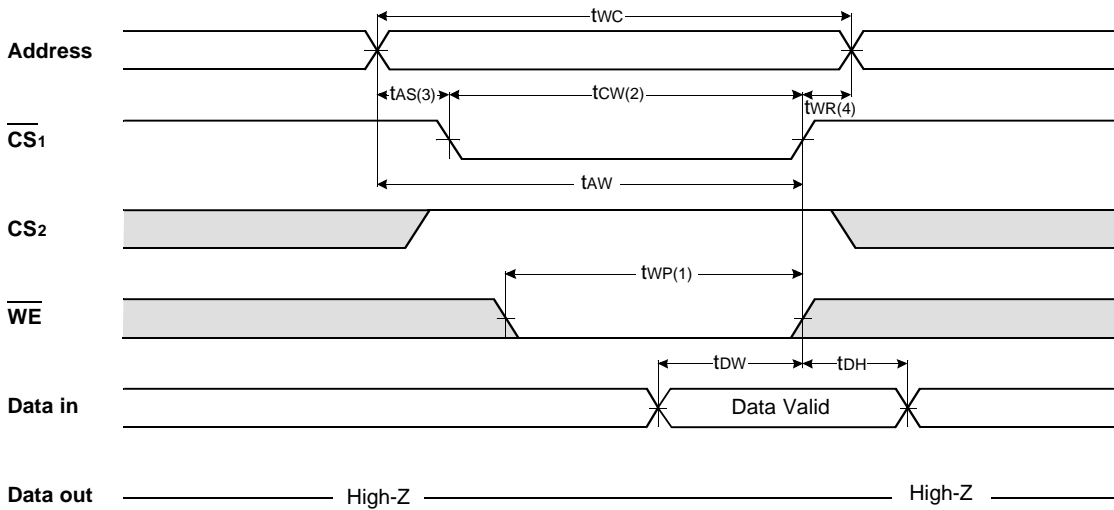 tWC
Address
tAS(3) tCW(2) tWR(4)
CS1
tAW
CS2
tWP(1)
WE
tDW tDH
Data in Data Valid
Data out High-Z High-Z